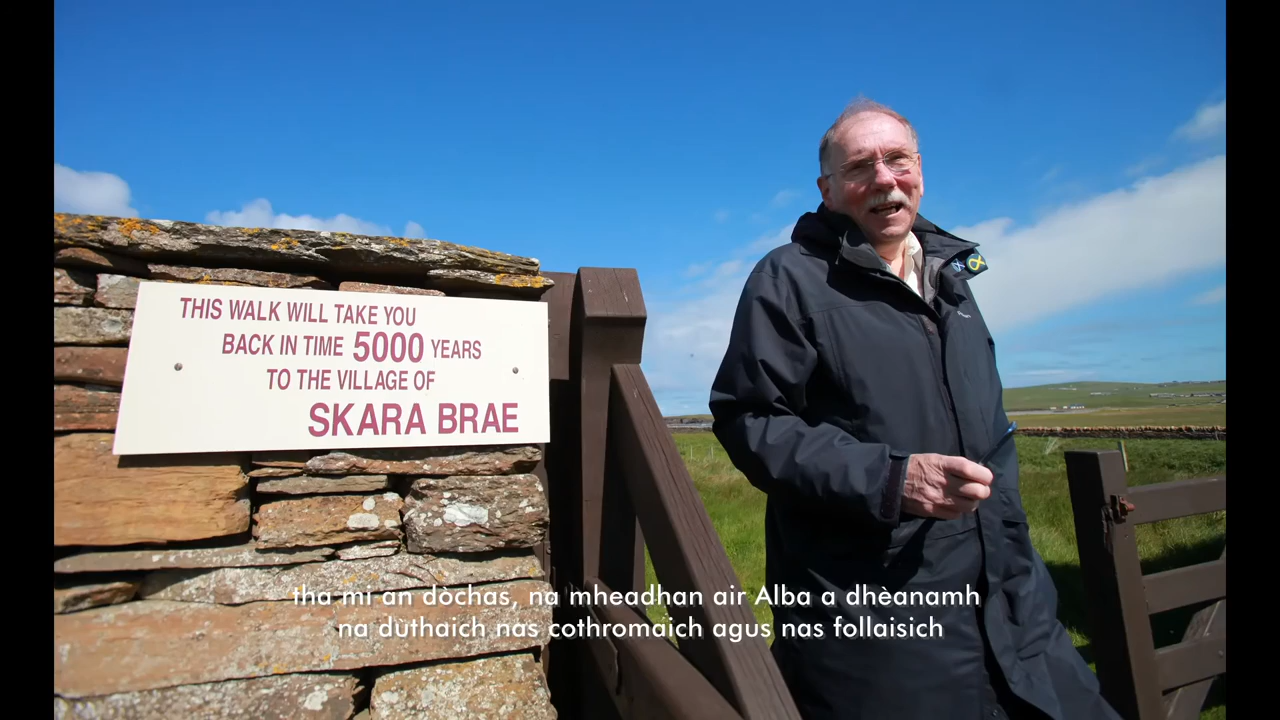 THIS WALK WILL TAKE YOU
BACK IN TIME 5000 YEARS
TO THE VILLAGE OF
SKARA BRAE
tha mi an dòchas, na mheadhan air Alba a dhèanamh
na dùthaich nas cothromaich agus nas follaisich